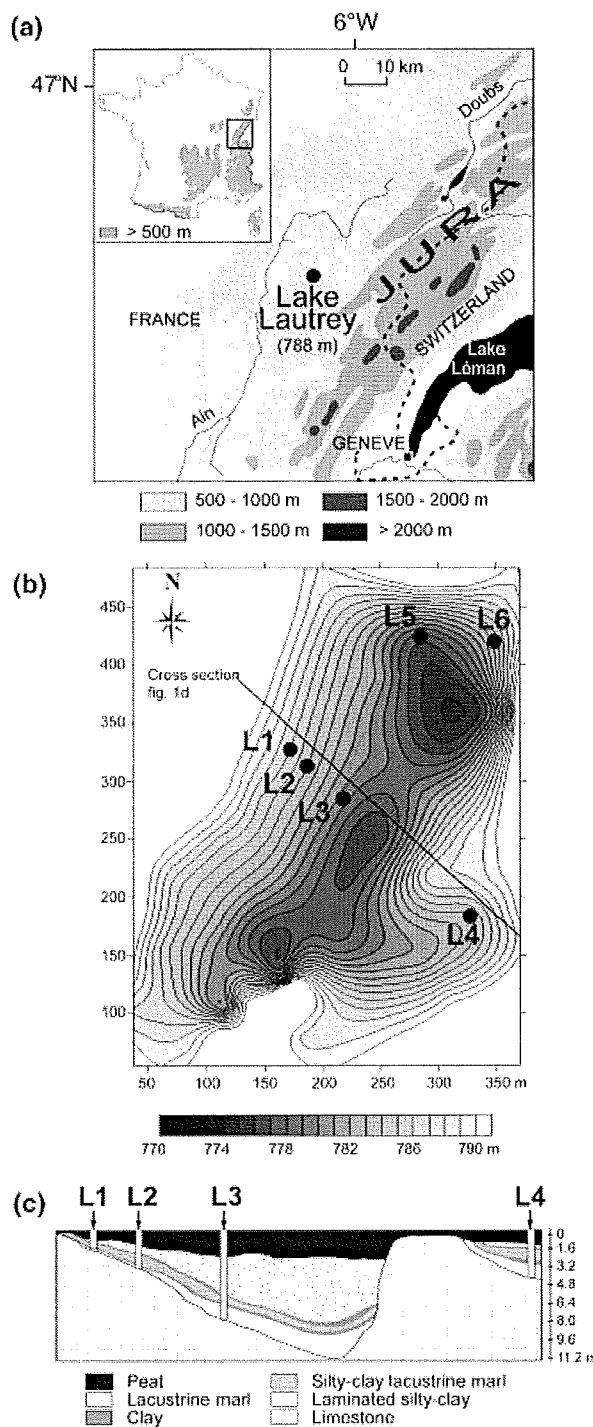 (a)
6°W
47°N
0 10 km
> 500 m
Doubs
JURA
Lake
Lautrey
(788 m)
FRANCE
SWITZERLAND
Lake
Léman
Ain
GENEVE
500 - 1000 m
1500 - 2000 m
1000 - 1500 m
> 2000 m
(b)
N
450
400
350
300
250
200
150
100
Cross section
fig. 1d
L5
L6
L1
L2
L3
L4
50 100 150 200 250 300 350 m
770 774 778 782 786 790 m
(c)
L1 L2 L3 L4
0
1.6
3.2
4.8
6.4
8.0
9.6
11.2 m
Peat
Silty-clay lacustrine marl
Lacustrine marl
Laminated silty-clay
Clay
Limestone